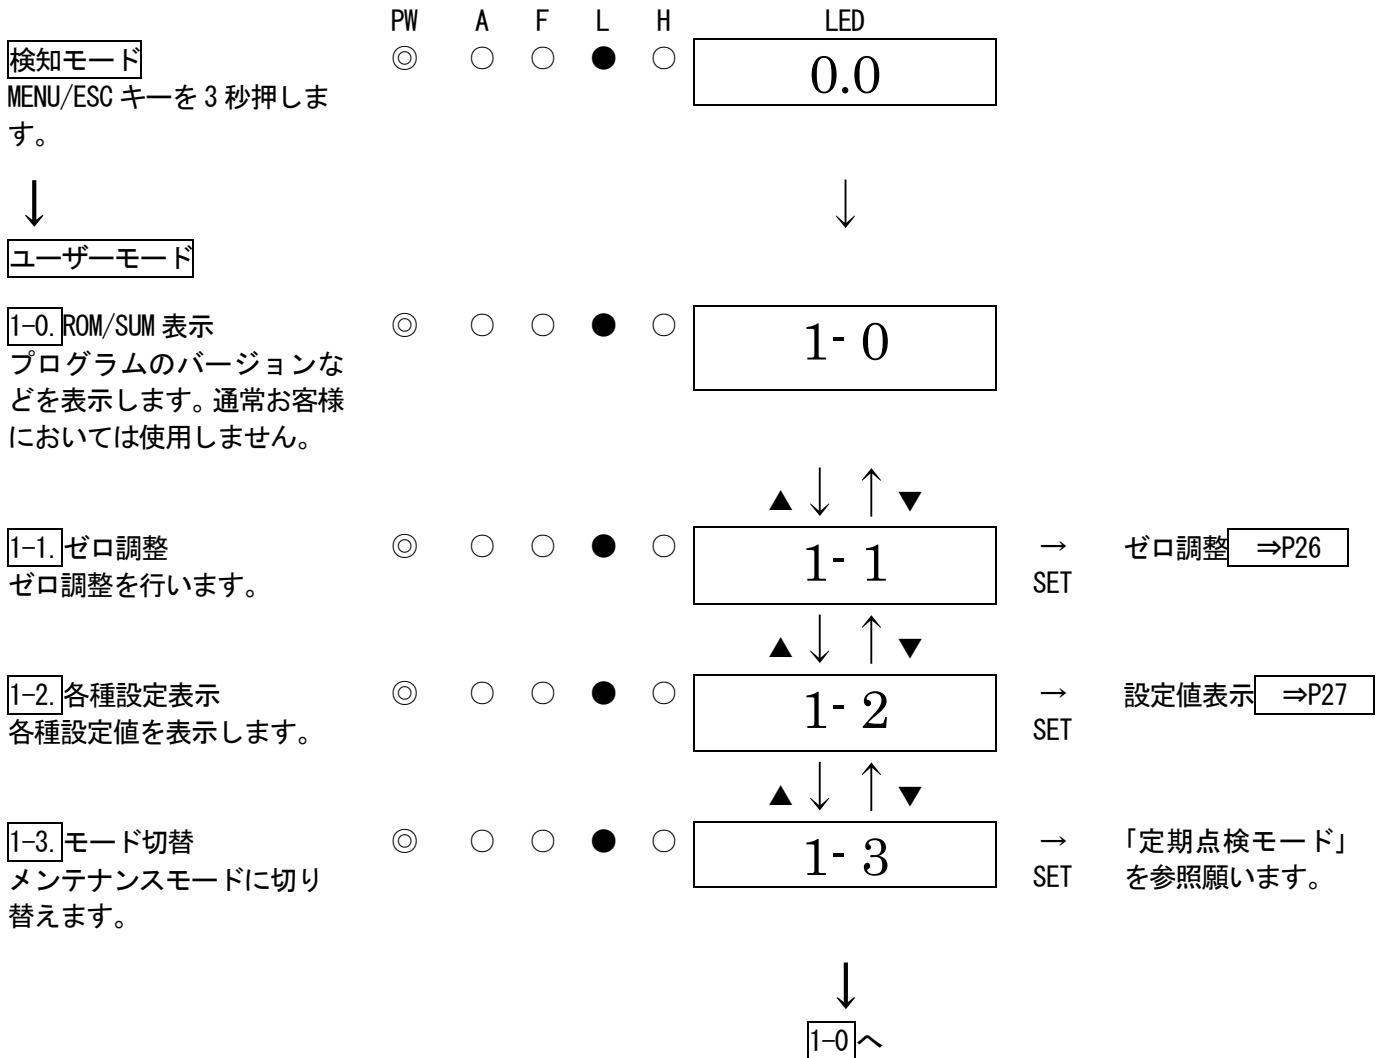 PW A F L H LED
検知モード ◎ ○ ○ ● ○ 0.0
MENU/ESC キーを 3 秒押しま
す。
↓ ↓
ユーザーモード
1-0. ROM/SUM 表示 ◎ ○ ○ ● ○ 1- 0
プログラムのバージョンな
どを表示します。通常お客様
においては使用しません。
▲ ↓ ↑ ▼
1-1. ゼロ調整 ◎ ○ ○ ● ○ 1- 1 → ゼロ調整 ⇒P26
ゼロ調整を行います。 SET
▲ ↓ ↑ ▼
1-2. 各種設定表示 ◎ ○ ○ ● ○ 1- 2 → 設定値表示 ⇒P27
各種設定値を表示します。 SET
▲ ↓ ↑ ▼
1-3. モード切替 ◎ ○ ○ ● ○ 1- 3 → 「定期点検モード」
メンテナンスモードに切り SET を参照願います。
替えます。
↓
1-0 へ